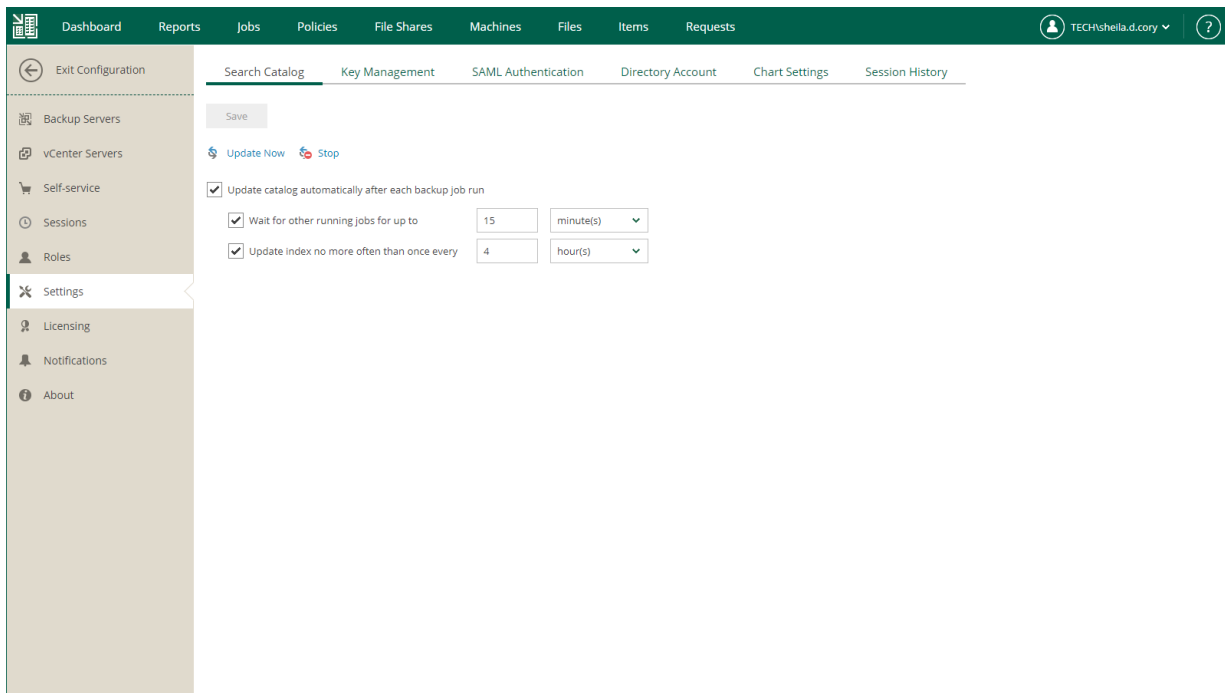 Dashboard Reports Jobs Policies File Shares Machines Files Items Requests TECH\sheila.d.cory ?
Exit Configuration
Search Catalog Key Management SAML Authentication Directory Account Chart Settings Session History
Backup Servers
vCenter Servers
Self-service
Sessions
Roles
Settings
Licensing
Notifications
About
Save
Update Now Stop
Update catalog automatically after each backup job run
Wait for other running jobs for up to 15 minute(s)
Update index no more often than once every 4 hour(s)